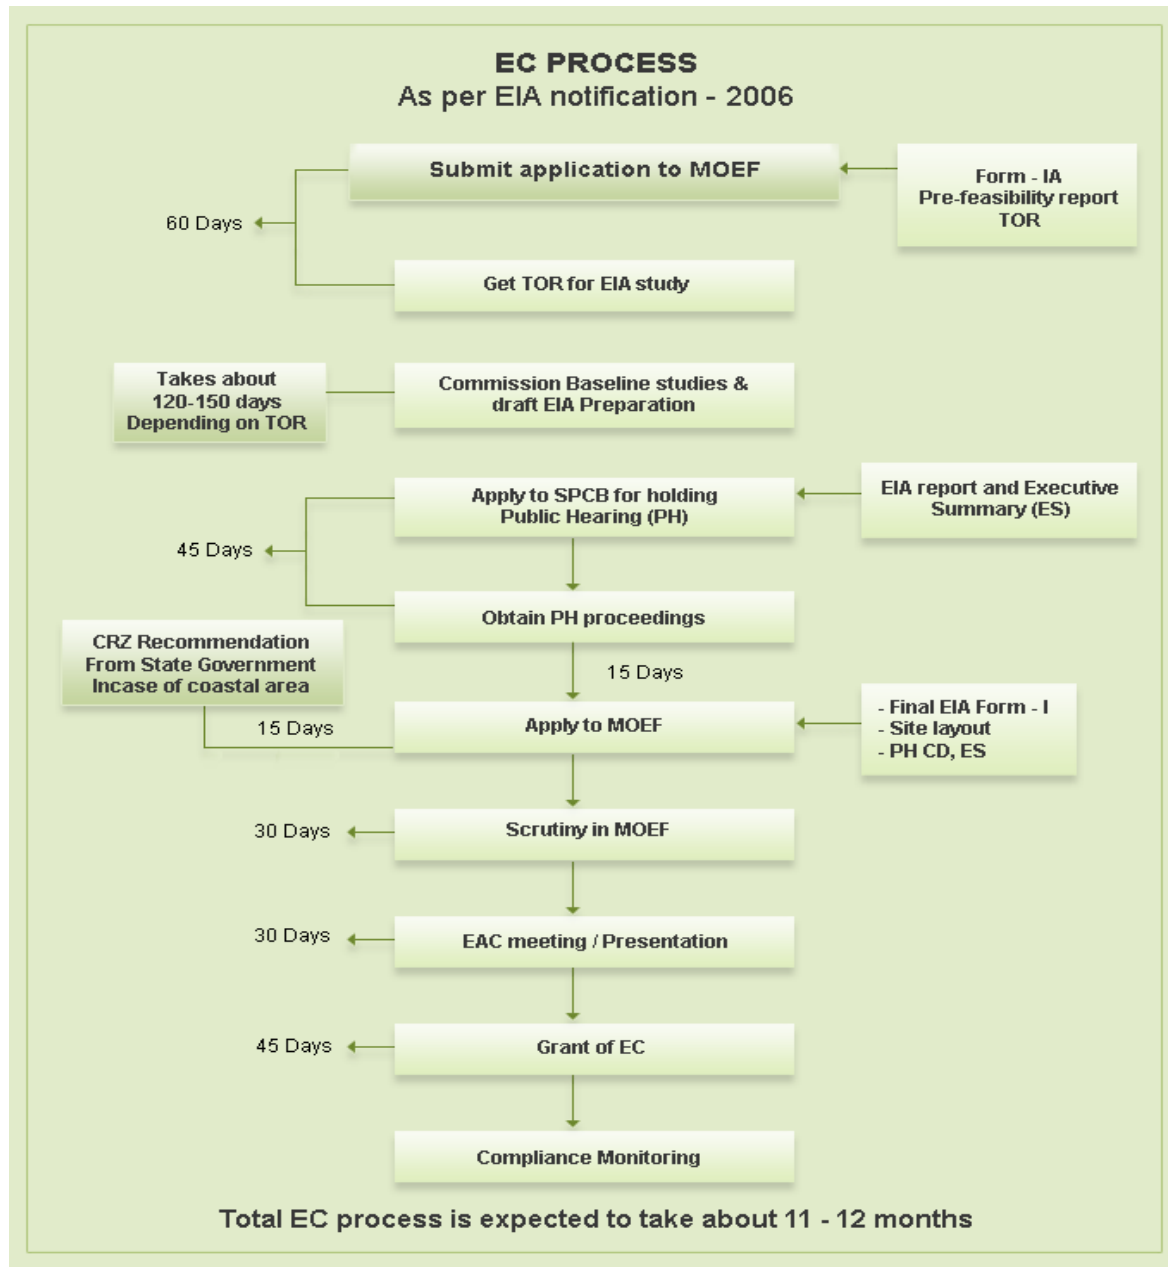 EC PROCESS
As per EIA notification - 2006
Submit application to MOEF
Form - IA
Pre-feasibility report
TOR
60 Days
Get TOR for EIA study
Takes about
120-150 days
Depending on TOR
Commission Baseline studies &
draft EIA Preparation
Apply to SPCB for holding
Public Hearing (PH)
EIA report and Executive
Summary (ES)
45 Days
Obtain PH proceedings
CRZ Recommendation
From State Government
Incase of coastal area
15 Days
15 Days
Apply to MOEF
- Final EIA Form - I
- Site layout
- PH CD, ES
30 Days
Scrutiny in MOEF
30 Days
EAC meeting / Presentation
45 Days
Grant of EC
Compliance Monitoring
Total EC process is expected to take about 11 - 12 months